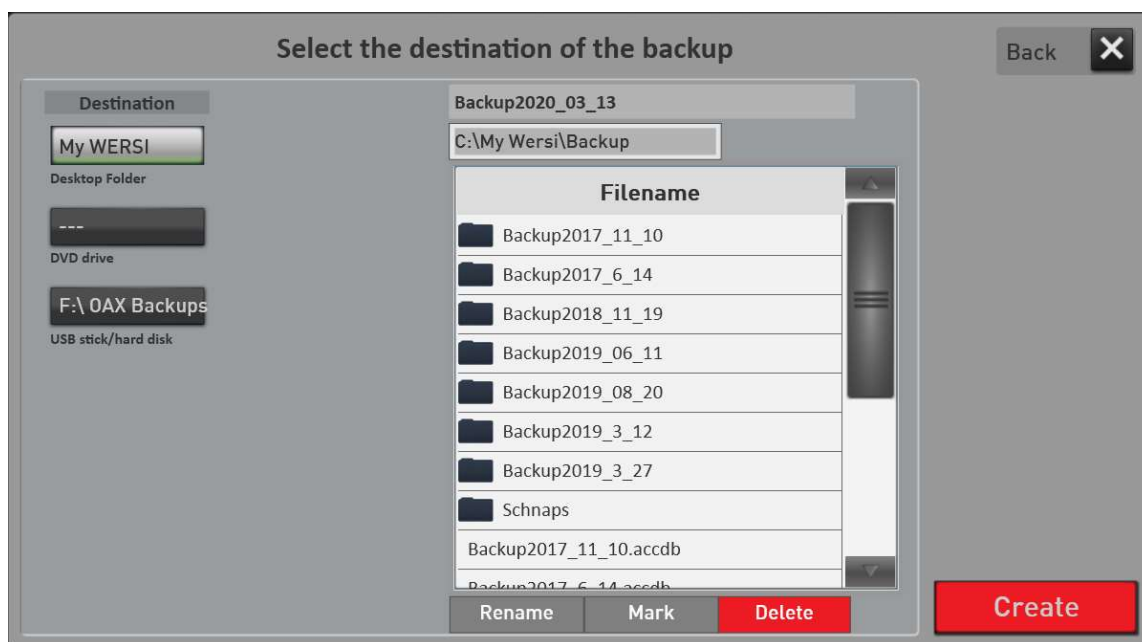 Select the destination of the backup
Back
Destination
My WERSI
Desktop Folder
---
DVD drive
F:\ OAX Backups
USB stick/hard disk
Backup2020_03_13
C:\My Wersi\Backup
Filename
Backup2017_11_10
Backup2017_6_14
Backup2018_11_19
Backup2019_06_11
Backup2019_08_20
Backup2019_3_12
Backup2019_3_27
Schnaps
Backup2017_11_10.accdb
Backup2017_6_14.accdb
Rename
Mark
Delete
Create